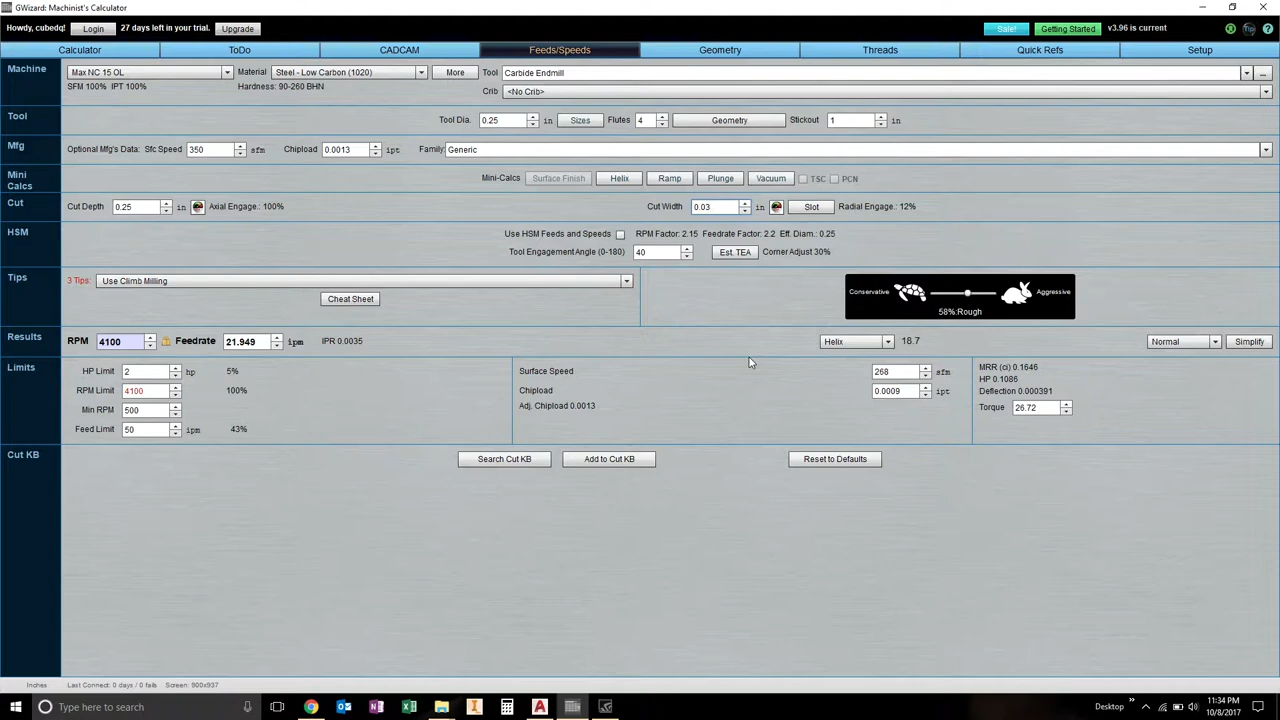 GWizard: Machinist's Calculator
Howdy, cubedq! Login 27 days left in your trial. Upgrade Sale! Getting Started v3.96 is current Tip
Calculator ToDo CADCAM Feeds/Speeds Geometry Threads Quick Refs Setup
Machine Max NC 15 OL Material Steel - Low Carbon (1020) More Tool Carbide Endmill ...
SFM 100% IPT 100% Hardness: 90-260 BHN Crib <No Crib>
Tool Tool Dia. 0.25 in Sizes Flutes 4 Geometry Stickout 1 in
Mfg Optional Mfg's Data: Sfc Speed 350 sfm Chipload 0.0013 ipt Family: Generic
Mini Calcs Mini-Calcs Surface Finish Helix Ramp Plunge Vacuum TSC PCN
Cut Cut Depth 0.25 in Axial Engage.: 100% Cut Width 0.03 in Slot Radial Engage.: 12%
HSM Use HSM Feeds and Speeds RPM Factor: 2.15 Feedrate Factor: 2.2 Eff. Diam.: 0.25
Tool Engagement Angle (0-180) 40 Est. TEA Corner Adjust 30%
Tips 3 Tips: Use Climb Milling Conservative Aggressive
Cheat Sheet 58%:Rough
Results RPM 4100 Feedrate 21.949 ipm IPR 0.0035 Helix 18.7 Normal Simplify
Limits HP Limit 2 hp 5% Surface Speed 268 sfm MRR (ci) 0.1646
HP 0.1086
RPM Limit 4100 100% Chipload 0.0009 ipt Deflection 0.000391
Min RPM 500 Adj. Chipload 0.0013 Torque 26.72
Feed Limit 50 ipm 43%
Cut KB Search Cut KB Add to Cut KB Reset to Defaults
Inches Last Connect: 0 days / 0 fails Screen: 900x937
Type here to search Desktop 11:34 PM
10/8/2017